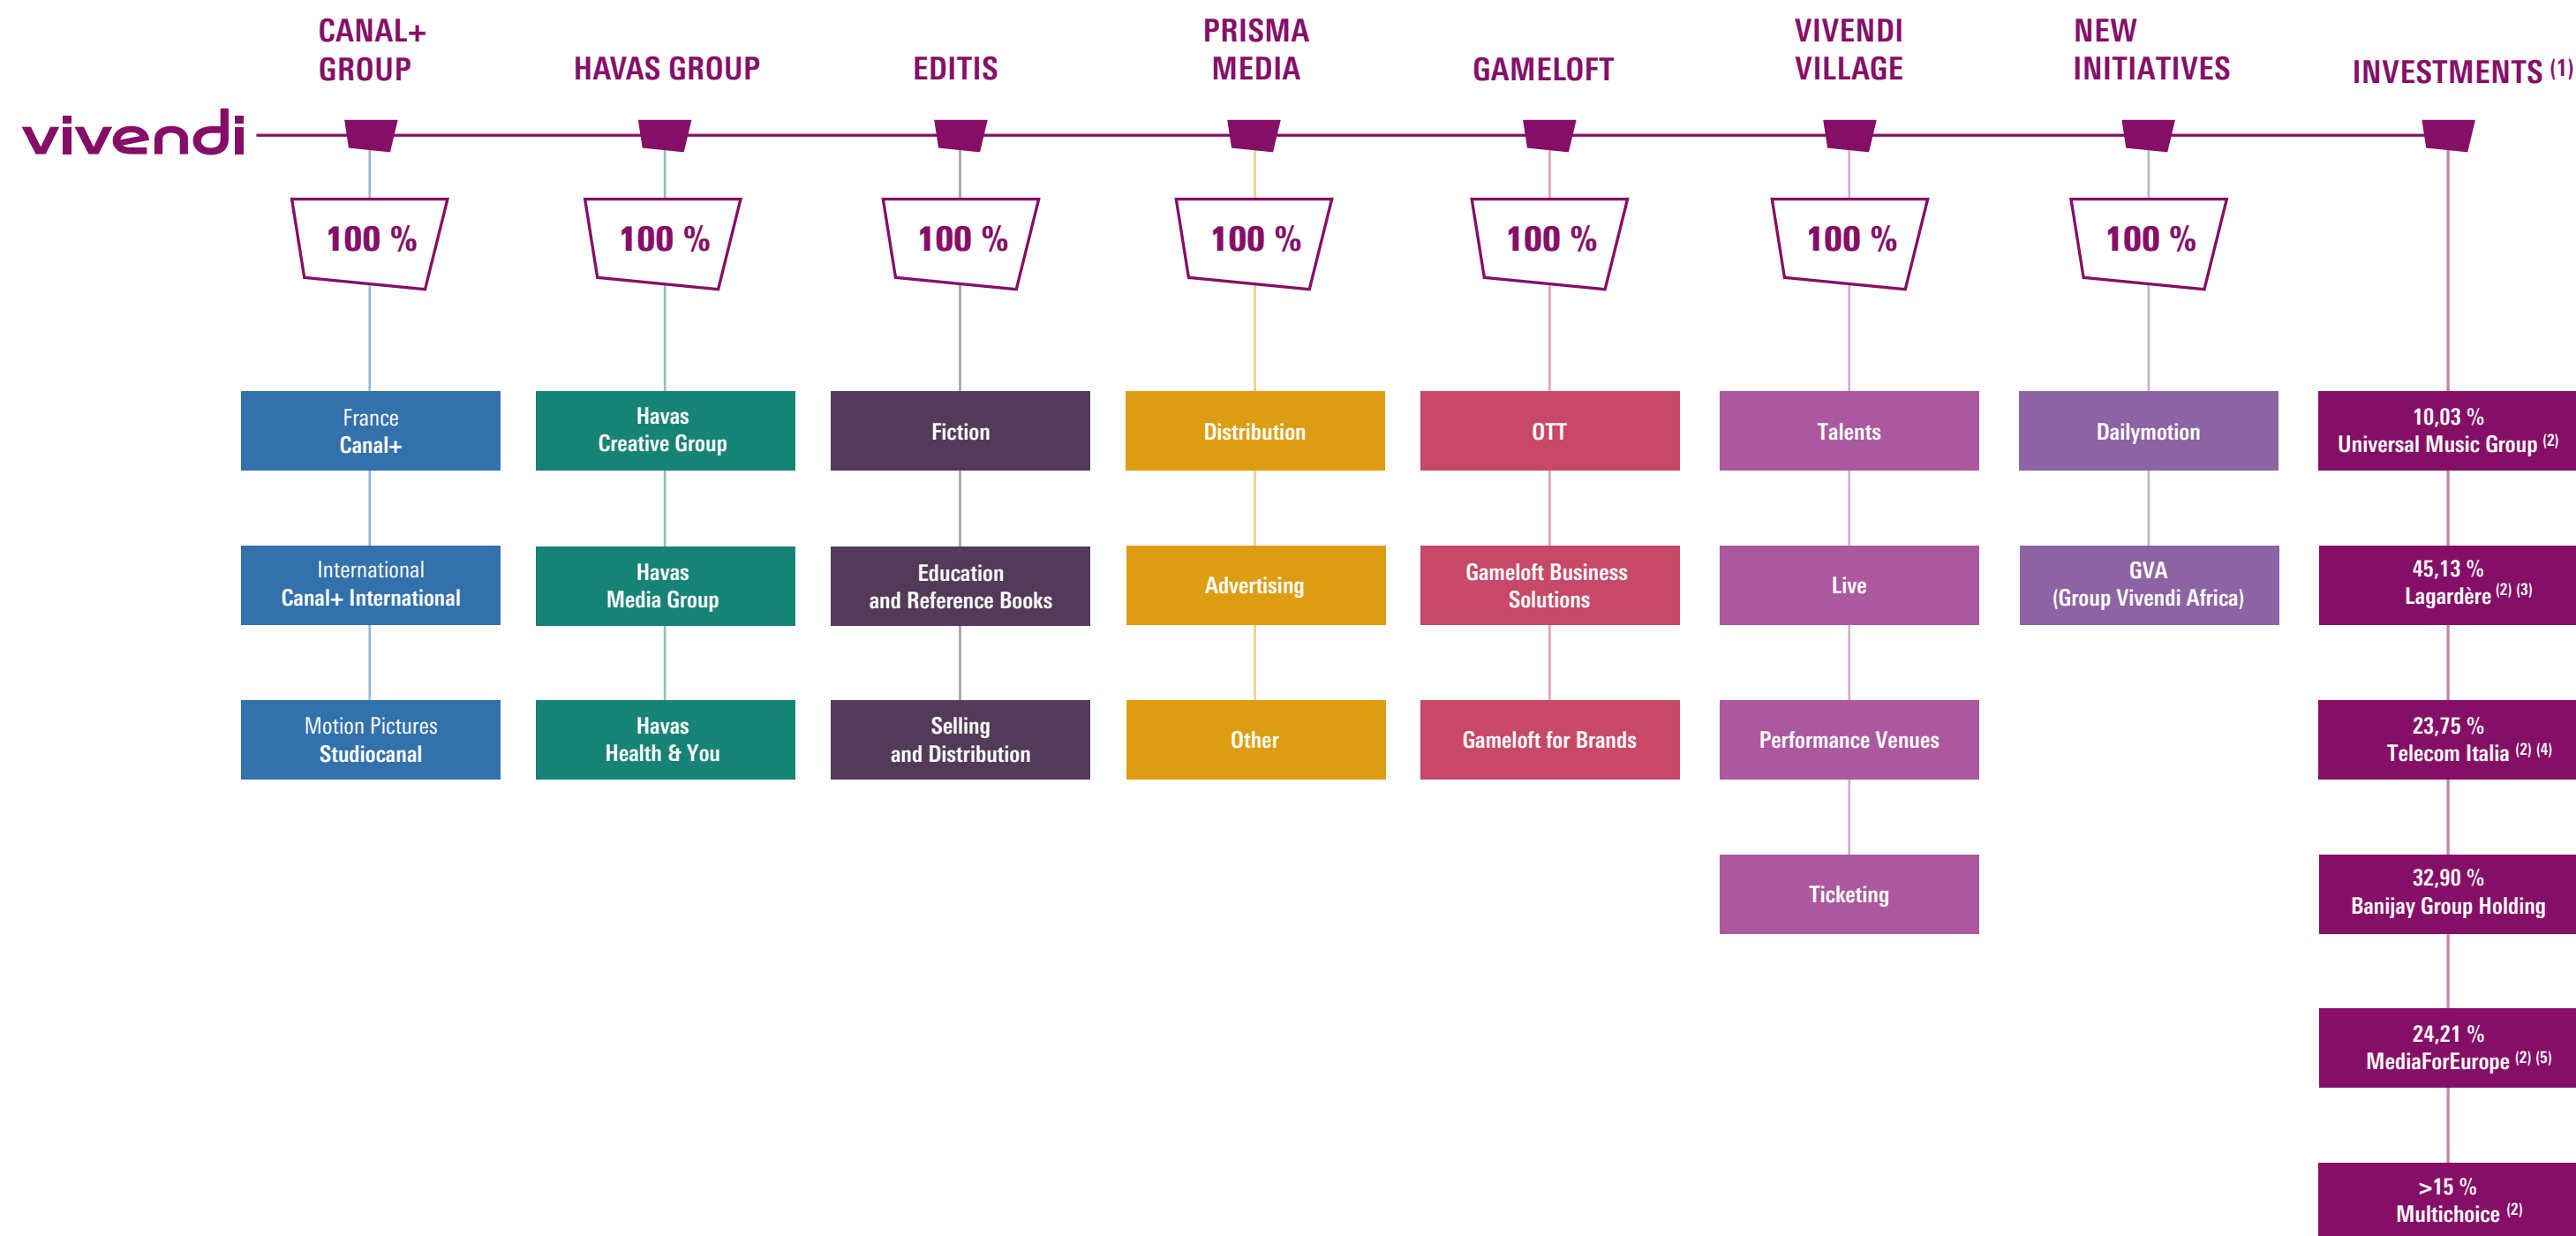 CANAL+
GROUP
HAVAS GROUP
EDITIS
PRISMA
MEDIA
GAMELOFT
VIVENDI
VILLAGE
NEW
INITIATIVES
INVESTMENTS (1)
vivendi
100 %
100 %
100 %
100 %
100 %
100 %
100 %
France
Canal+
International
Canal+ International
Motion Pictures
Studiocanal
Havas
Creative Group
Havas
Media Group
Havas
Health & You
Fiction
Education
and Reference Books
Selling
and Distribution
Distribution
Advertising
Other
OTT
Gameloft Business
Solutions
Gameloft for Brands
Talents
Live
Performance Venues
Ticketing
Dailymotion
GVA
(Group Vivendi Africa)
10,03 %
Universal Music Group (2)
45,13 %
Lagardère (2) (3)
23,75 %
Telecom Italia (2) (4)
32,90 %
Banijay Group Holding
24,21 %
MediaForEurope (2) (5)
>15 %
Multichoice (2)